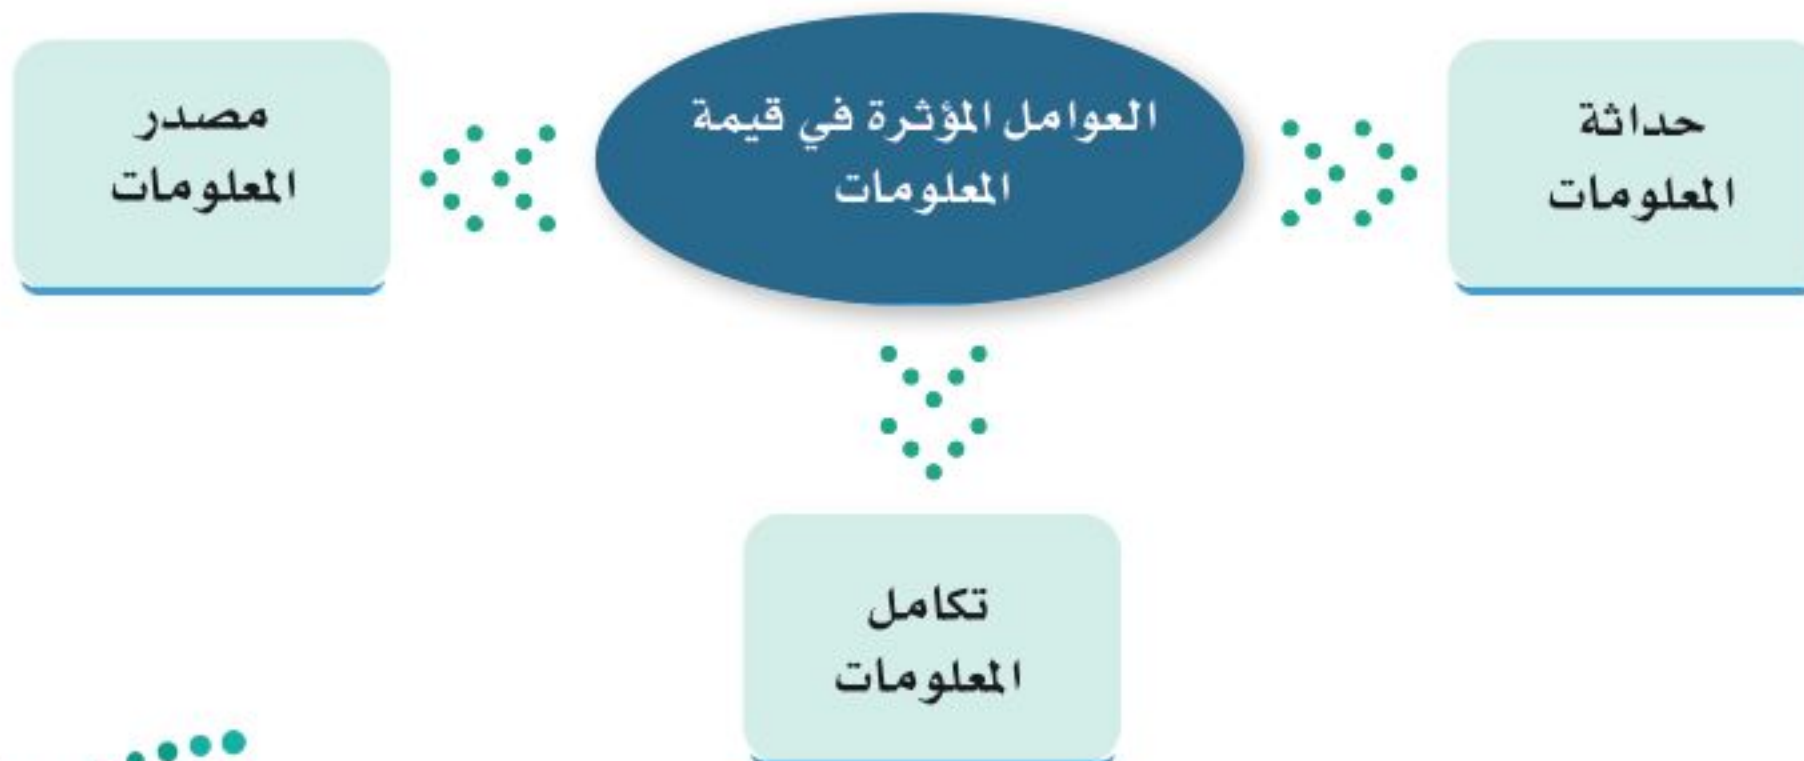 العوامل المؤثرة في قيمة
المعلومات
حداثة
المعلومات
مصدر
المعلومات
تكامل
المعلومات